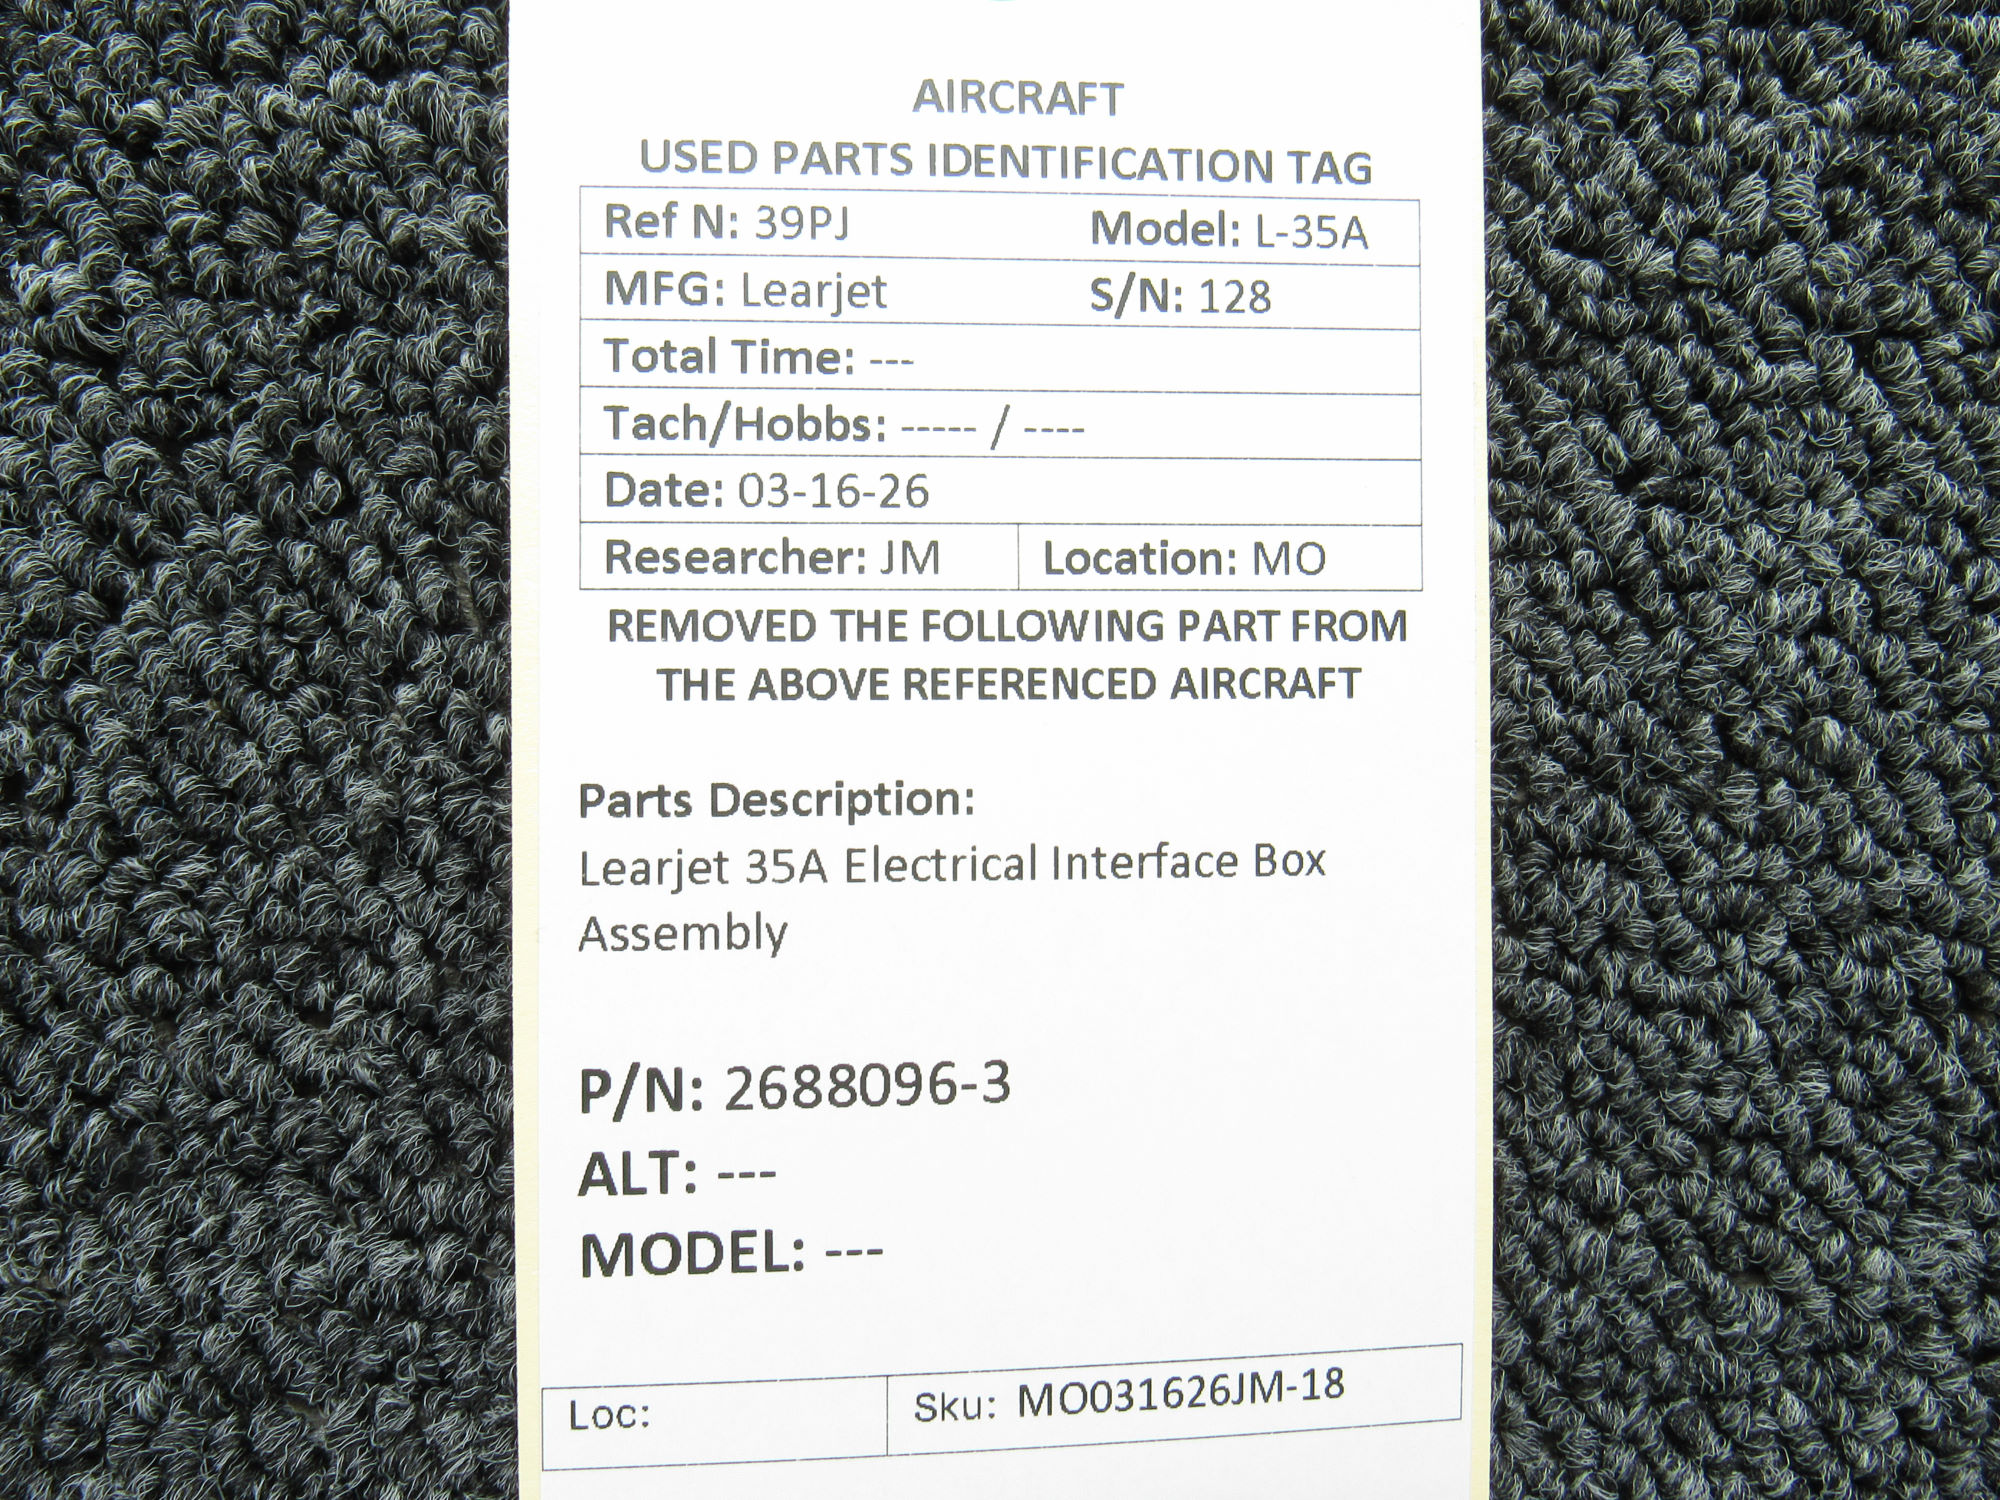 AIRCRAFT
USED PARTS IDENTIFICATION TAG
Ref N: 39PJ Model: L-35A
MFG: Learjet S/N: 128
Total Time: ---
Tach/Hobbs: ----- / ----
Date: 03-16-26
Researcher: JM Location: MO
REMOVED THE FOLLOWING PART FROM
THE ABOVE REFERENCED AIRCRAFT
Parts Description:
Learjet 35A Electrical Interface Box
Assembly
P/N: 2688096-3
ALT: ---
MODEL: ---
Loc: Sku: MO031626JM-18